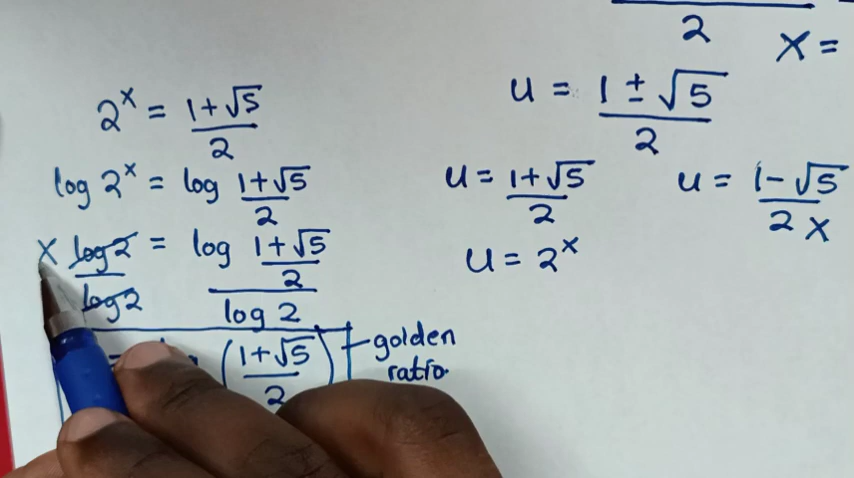 2^x = (1+√5)/2
log 2^x = log (1+√5)/2
x log2/log2 = log (1+√5)/2 / log 2
(1+√5)/2
golden
ratio
2 x =
u = (1±√5)/2
u = (1+√5)/2 u = (1-√5)/2 x
u = 2^x